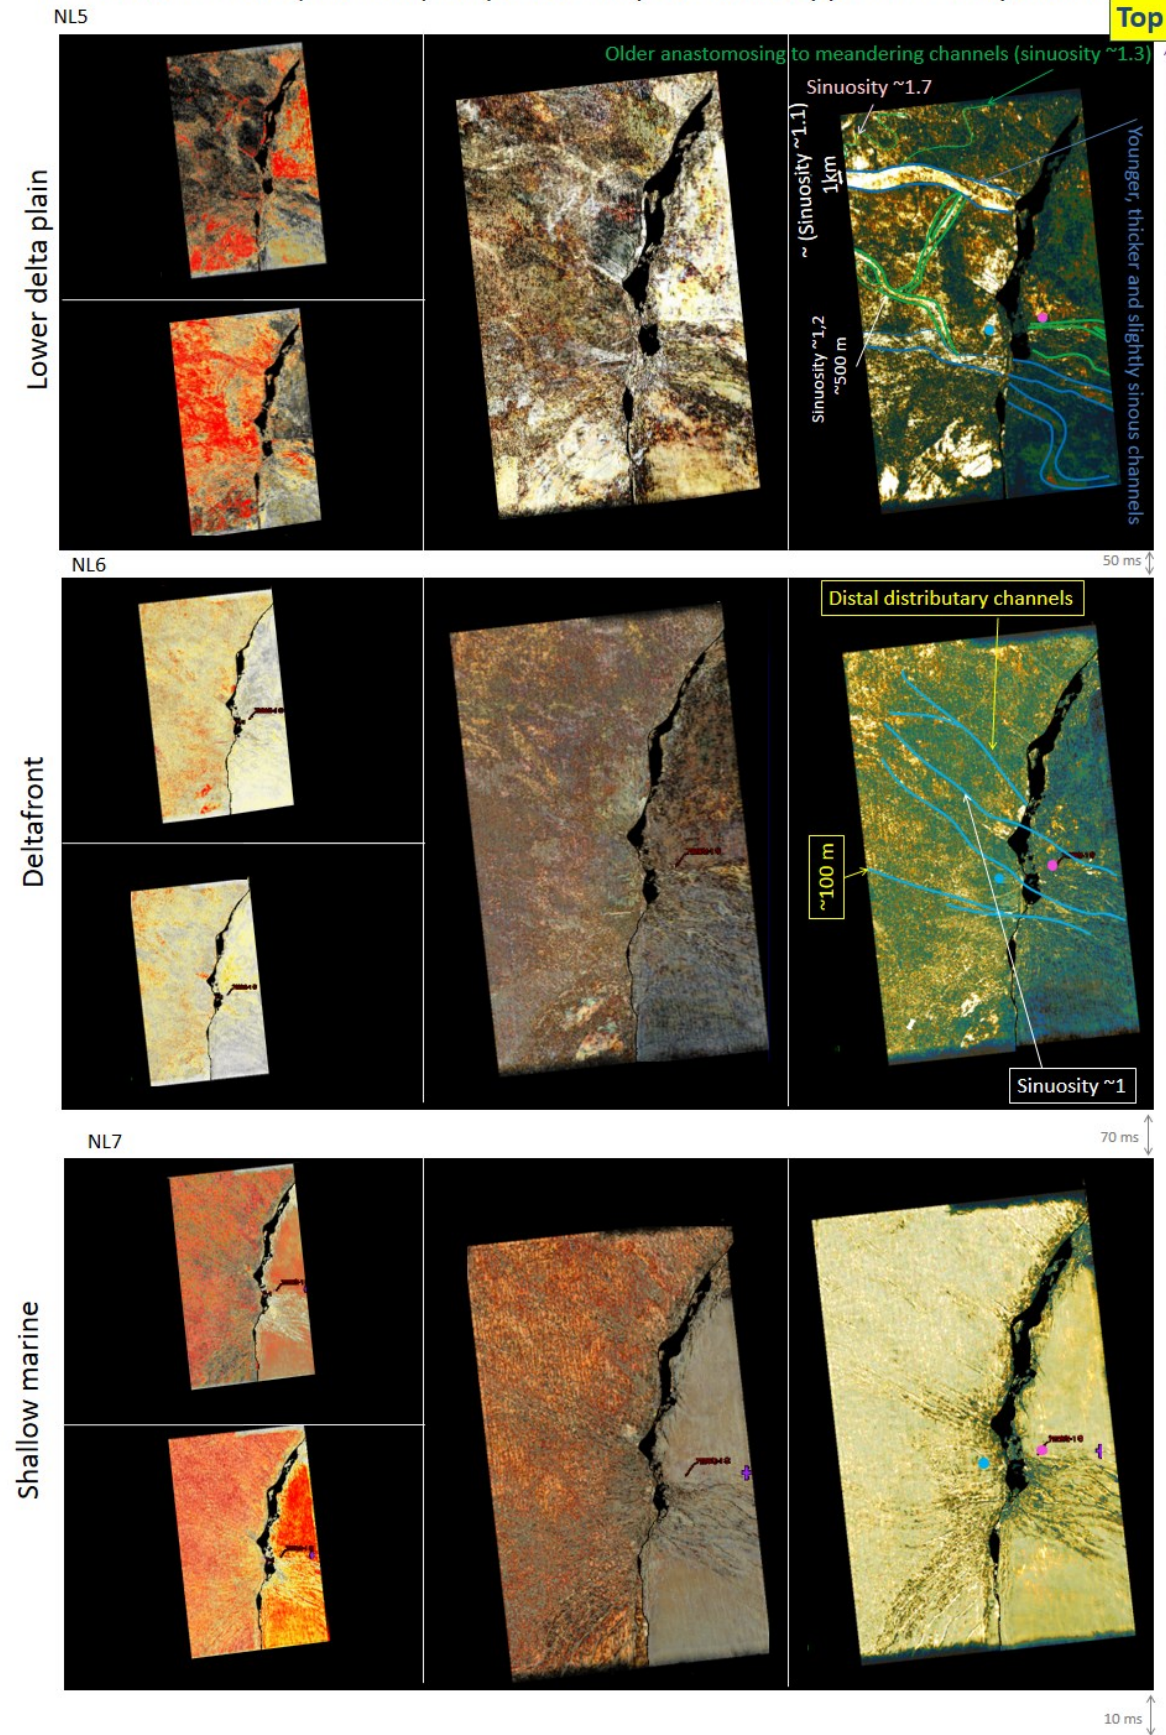 NL5
Top
Older anastomosing to meandering channels (sinuosity ~1.3)
Sinuosity ~1.7
~ (Sinuosity ~1.1)
1km
Sinuosity ~1,2
~500 m
Younger, thicker and slightly sinous channels
Lower delta plain
50 ms
NL6
Distal distributary channels
~100 m
Sinuosity ~1
Deltafront
70 ms
NL7
Shallow marine
10 ms